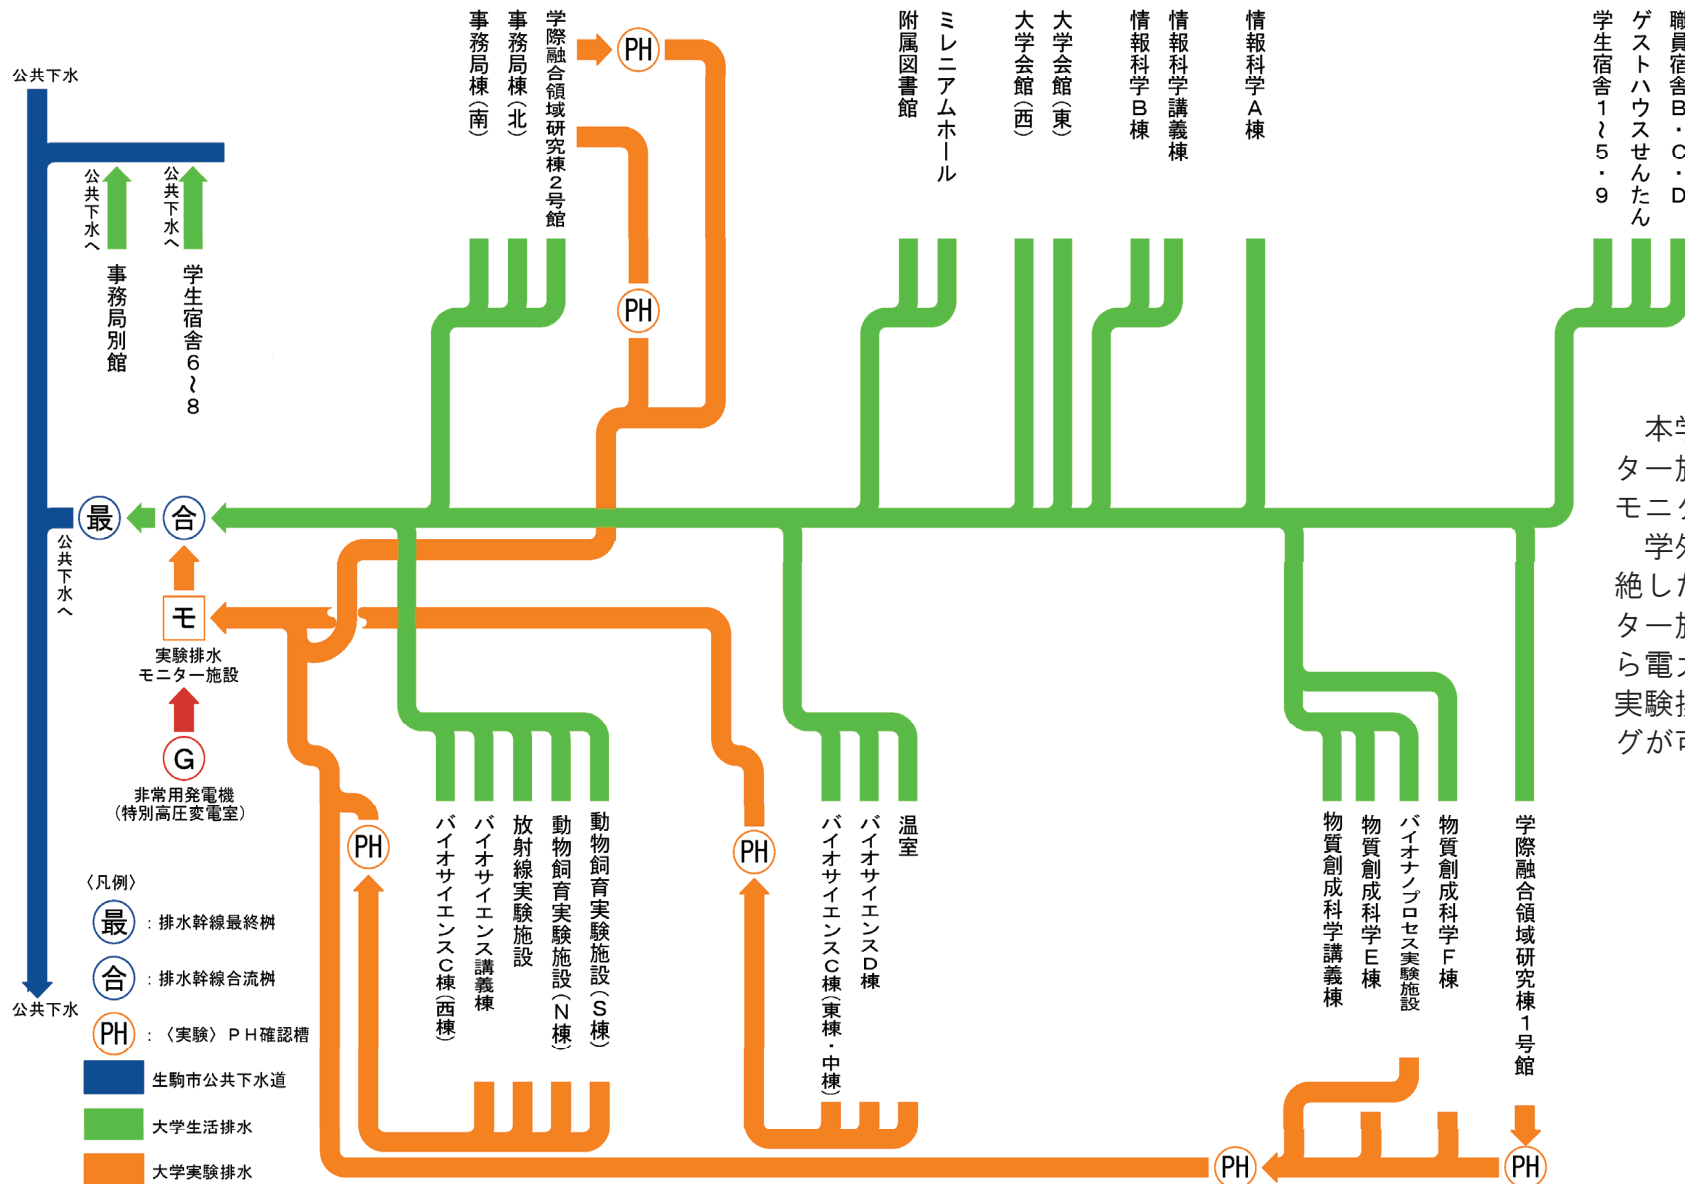 公共下水
公共下水へ
事務局別館
公共下水へ
学生宿舎6~8
事務局棟(南)
事務局棟(北)
学際融合領域研究棟2号館
PH
PH
附属図書館
ミレニアムホール
大学会館(西)
大学会館(東)
情報科学B棟
情報科学講義棟
情報科学A棟
学生宿舎1~5・9
ゲストハウスせんたん
職員宿舎B・C・D
最
合
公共下水へ
モ
実験排水
モニター施設
G
非常用発電機
(特別高圧変電室)
PH
バイオサイエンスC棟(西棟)
バイオサイエンス講義棟
放射線実験施設
動物飼育実験施設(N棟)
動物飼育実験施設(S棟)
PH
バイオサイエンスC棟(東棟・中棟)
バイオサイエンスD棟
温室
物質創成科学講義棟
物質創成科学E棟
バイオナノプロセス実験施設
物質創成科学F棟
学際融合領域研究棟1号館
PH
PH
本学
ター施
モニタ
学外
絶した
ター施
ら電力
実験排
グが可
〈凡例〉
最 : 排水幹線最終桝
合 : 排水幹線合流桝
PH : 〈実験〉PH確認槽
生駒市公共下水道
大学生活排水
大学実験排水
公共下水